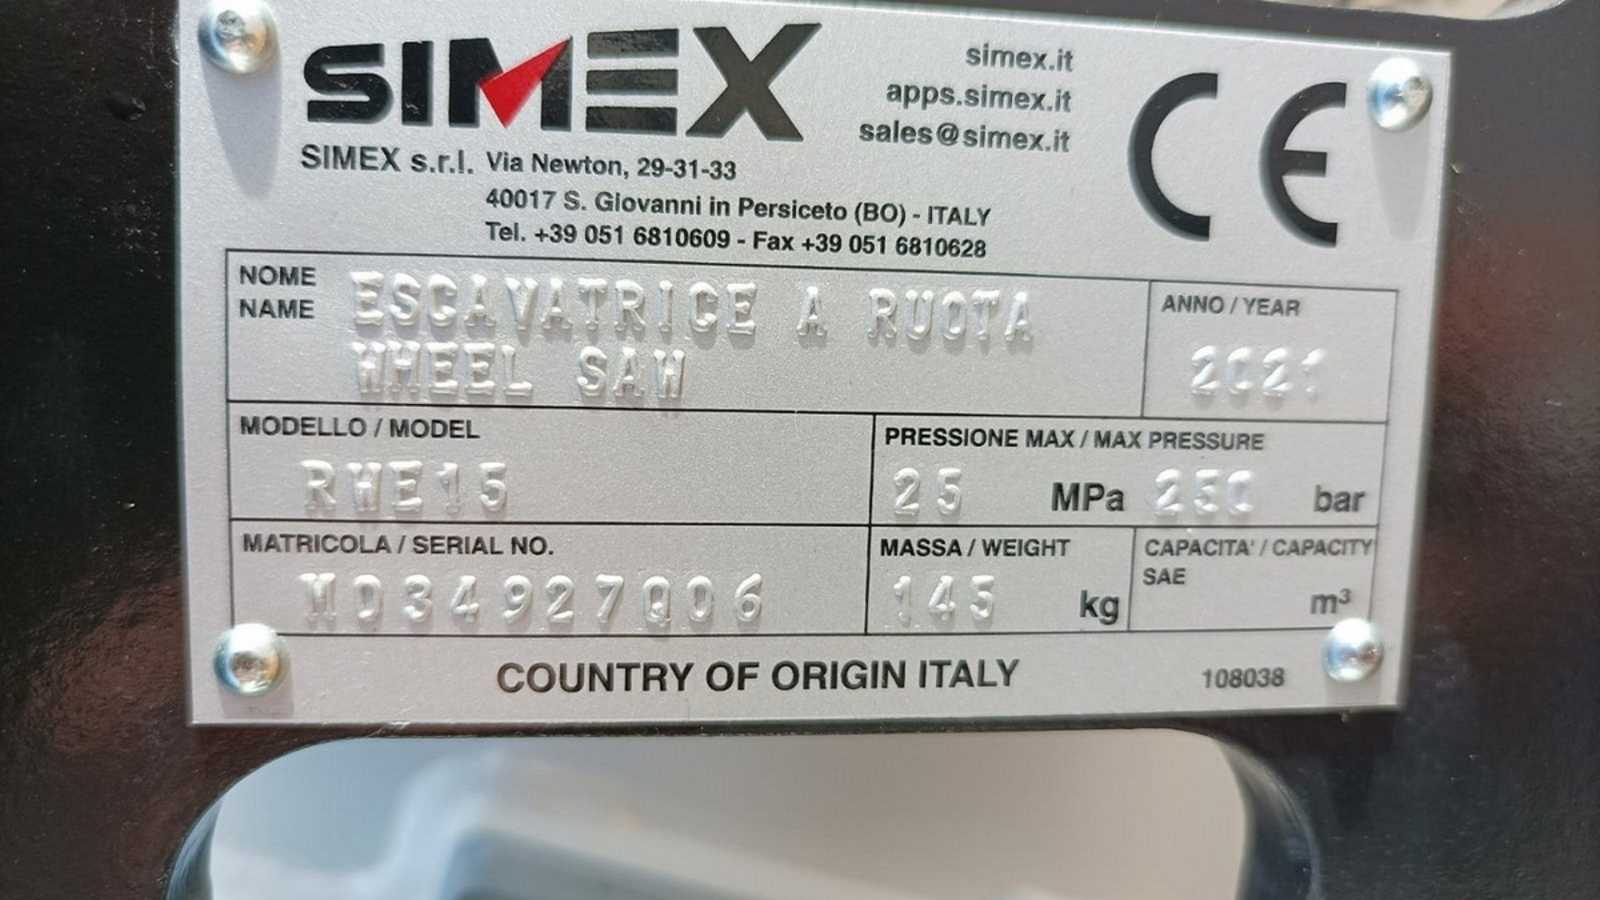 SIMEX
simex.it
apps.simex.it
sales@simex.it
CE
SIMEX s.r.l. Via Newton, 29-31-33
40017 S. Giovanni in Persiceto (BO) - ITALY
Tel. +39 051 6810609 - Fax +39 051 6810628
NOME
NAME
ESCAVATRICE A RUOTA
WHEEL SAW
ANNO / YEAR
2021
MODELLO / MODEL
RWE15
PRESSIONE MAX / MAX PRESSURE
25 MPa 250 bar
MATRICOLA / SERIAL NO.
MASSA / WEIGHT
145 kg
CAPACITA' / CAPACITY
SAE
m³
COUNTRY OF ORIGIN ITALY
108038